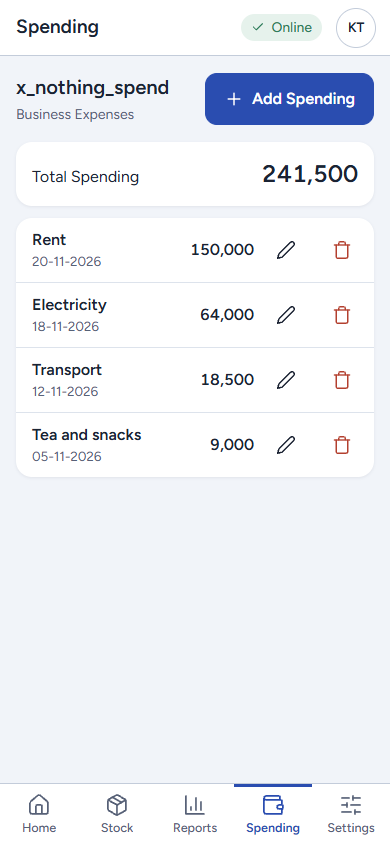 Spending
Online
KT
x_nothing_spend
Business Expenses
Add Spending
Total Spending
241,500
Rent
20-11-2026
150,000
Electricity
18-11-2026
64,000
Transport
12-11-2026
18,500
Tea and snacks
05-11-2026
9,000
Home
Stock
Reports
Spending
Settings